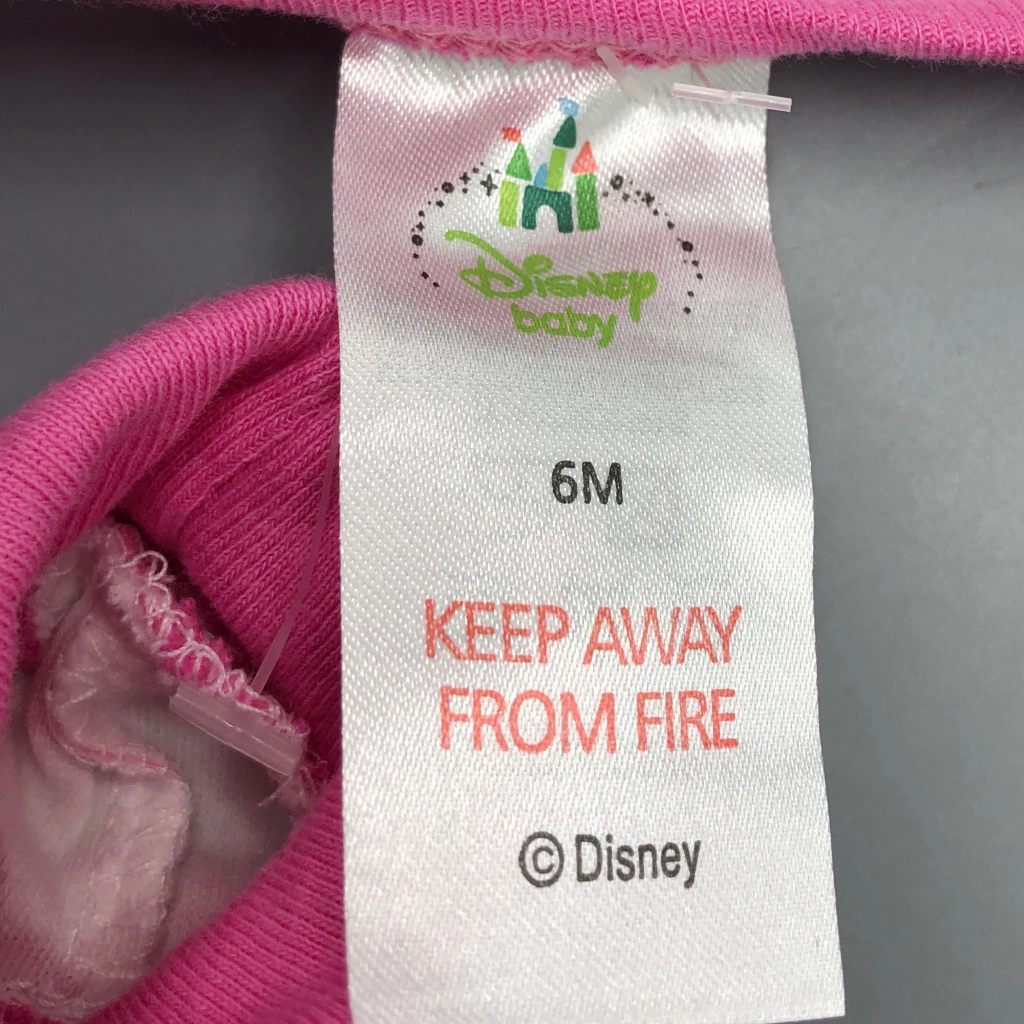 Disney
baby
6M
KEEP AWAY
FROM FIRE
© Disney